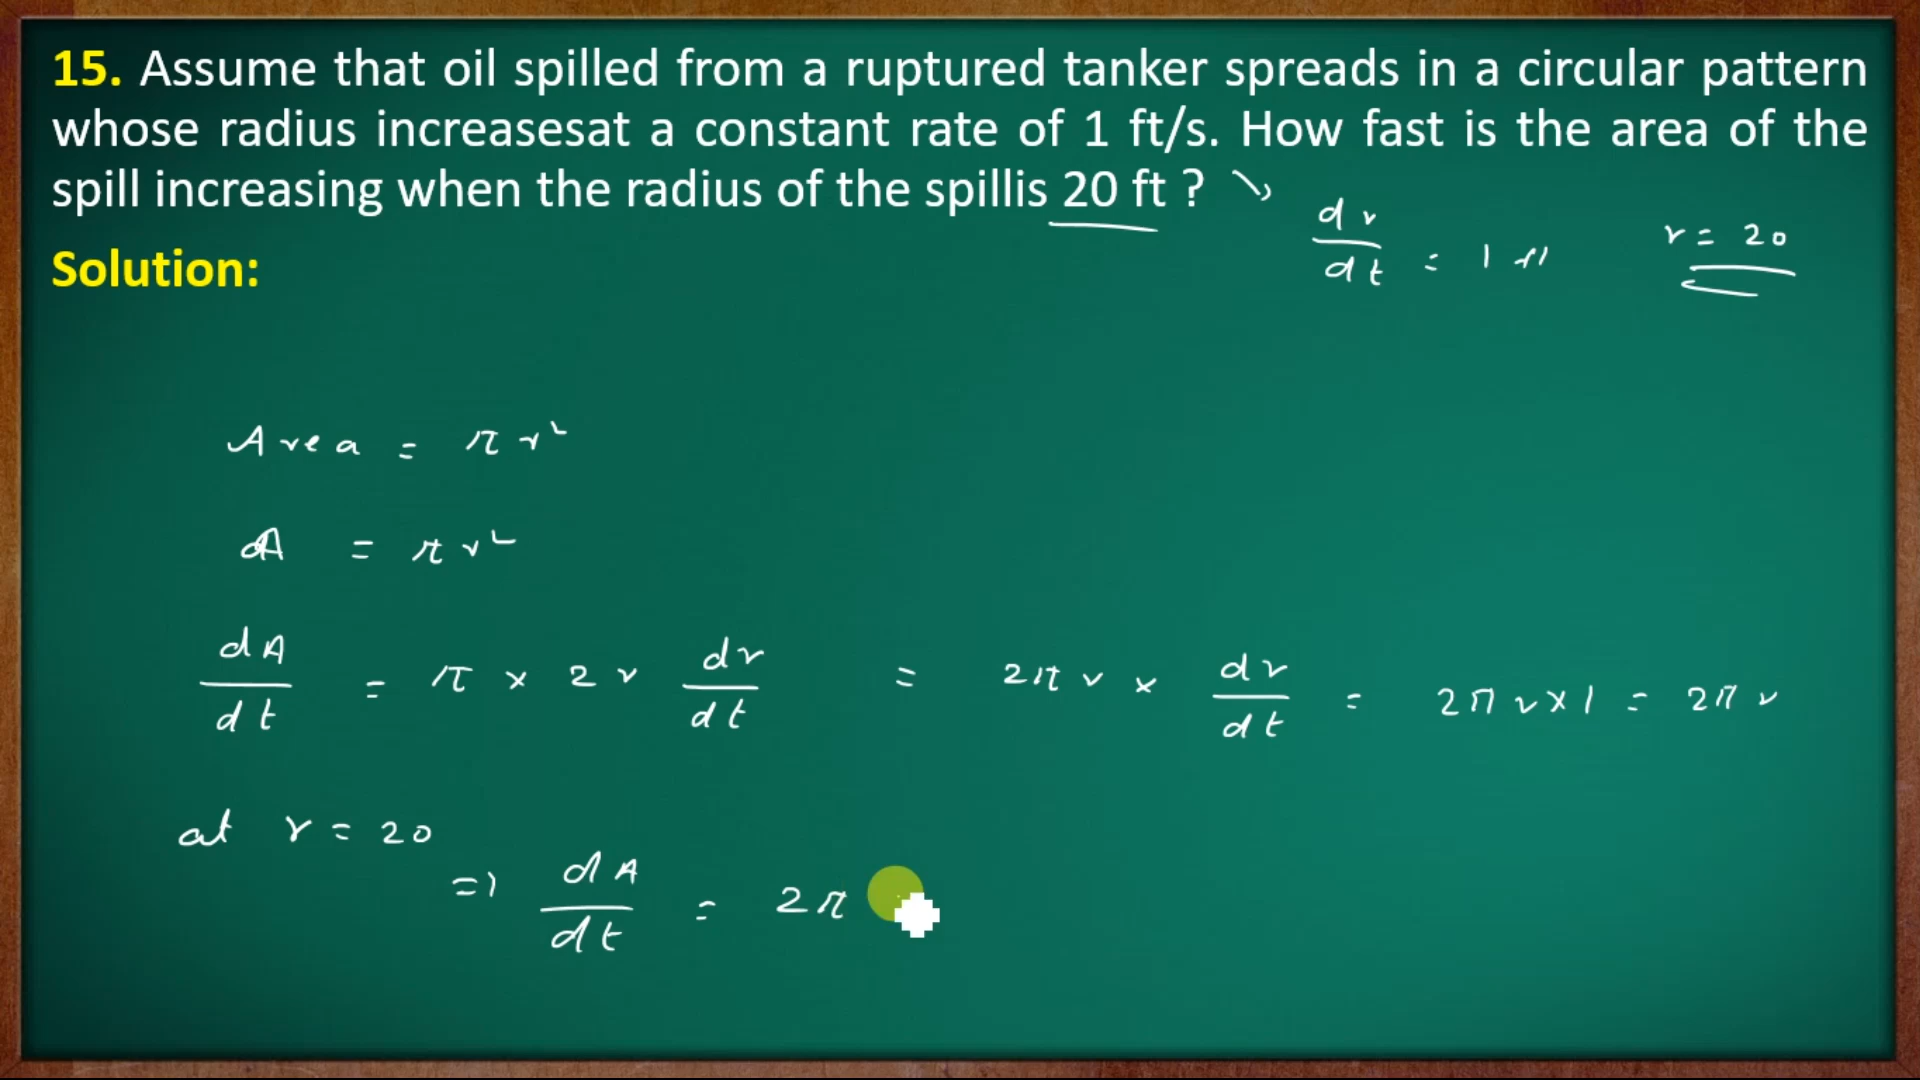 15. Assume that oil spilled from a ruptured tanker spreads in a circular pattern
whose radius increasesat a constant rate of 1 ft/s. How fast is the area of the
spill increasing when the radius of the spillis 20 ft ?
dr/dt = 1 r = 20
Solution:
Area = πr²
A = πr²
dA/dt = π × 2r dr/dt = 2πr × dr/dt = 2πr×1 = 2πr
at r = 20
⇒ dA/dt = 2π